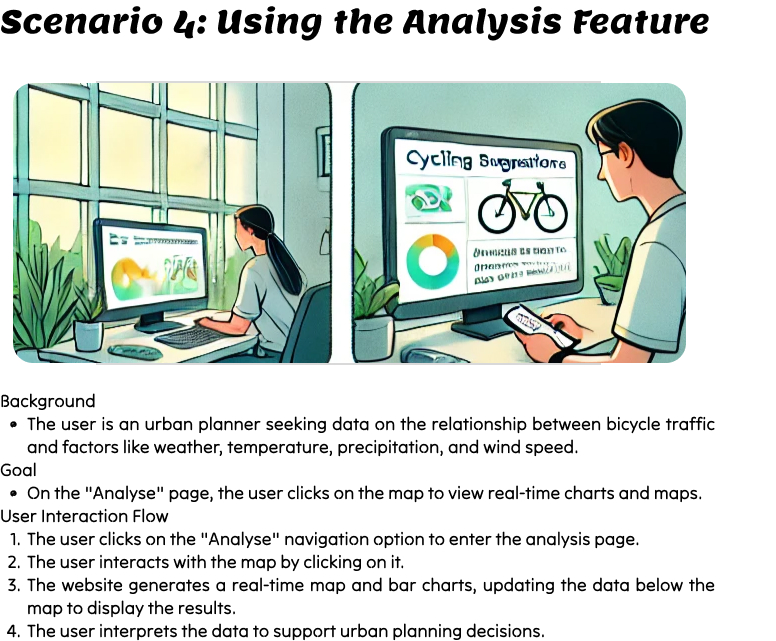 Scenario 4: Using the Analysis Feature
Cycling
Background
• The user is an urban planner seeking data on the relationship between bicycle traffic
and factors like weather, temperature, precipitation, and wind speed.
Goal
• On the "Analyse" page, the user clicks on the map to view real-time charts and maps.
User Interaction Flow
1. The user clicks on the "Analyse" navigation option to enter the analysis page.
2. The user interacts with the map by clicking on it.
3. The website generates a real-time map and bar charts, updating the data below the
map to display the results.
4. The user interprets the data to support urban planning decisions.